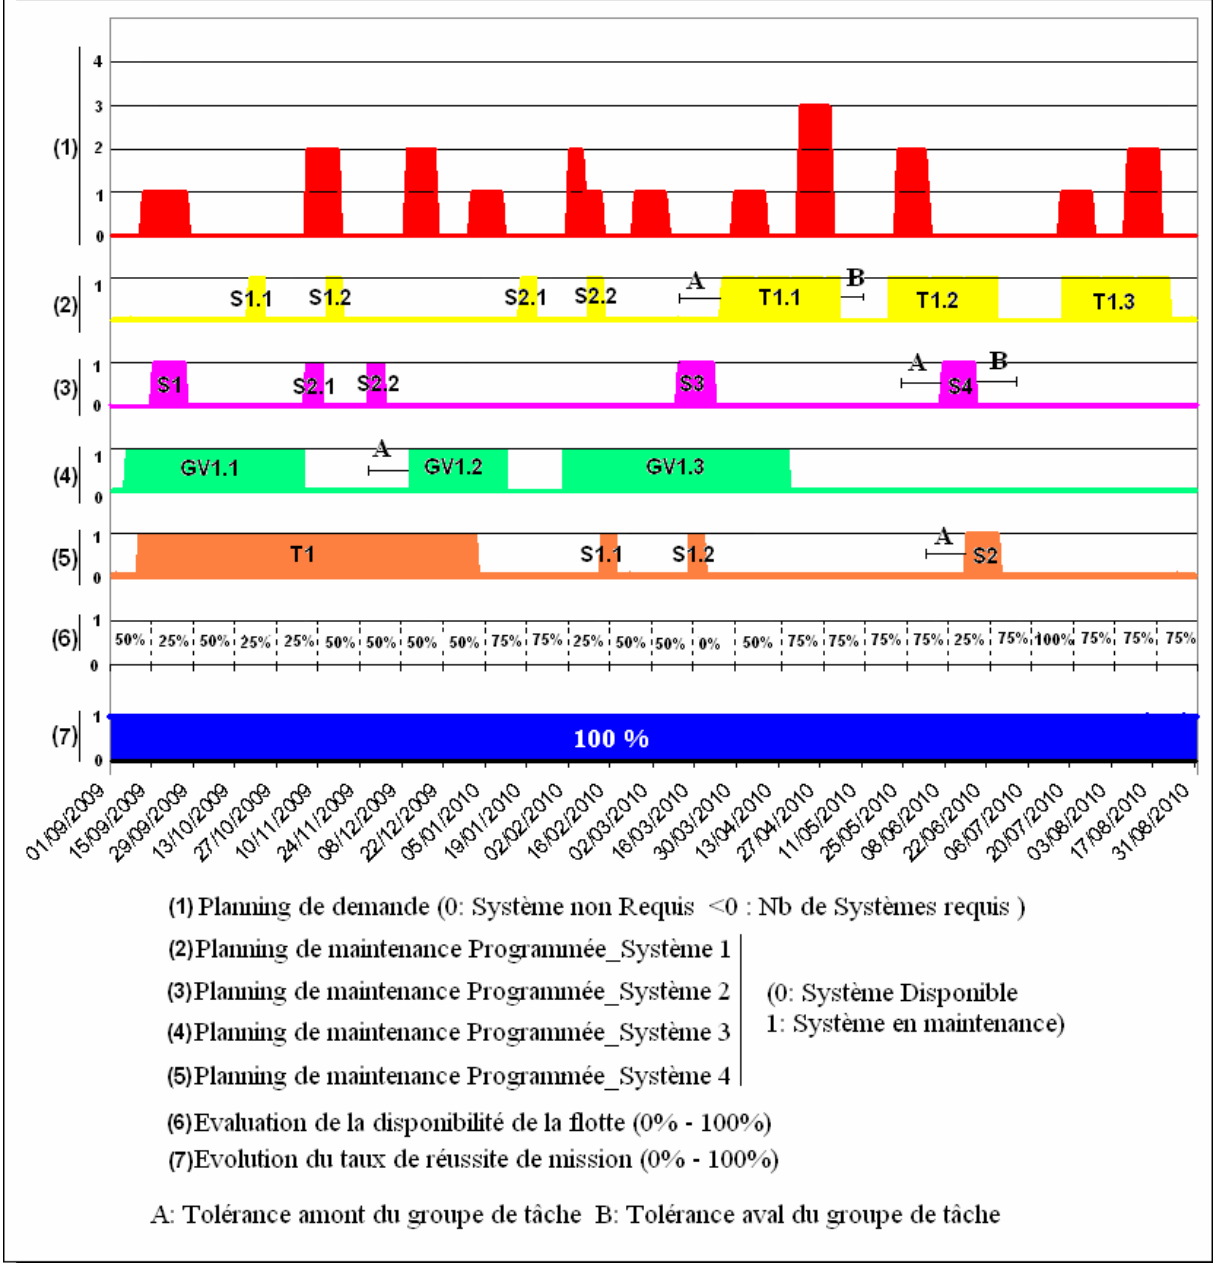 4
3
(1)
2
1
0
1
(2)
S1.1
S1.2
S2.1
S2.2
A
T1.1
B
T1.2
T1.3
1
(3)
0
S1
S2.1
S2.2
S3
A
S4
B
1
(4)
0
GV1.1
A
GV1.2
GV1.3
1
(5)
0
T1
S1.1
S1.2
A
S2
1
(6)
0
50% 25% 50% 25% 25% 50% 50% 50% 50% 75% 75% 25% 50% 50% 0% 50% 75% 75% 75% 75% 25% 75% 100% 75% 75% 75%
1
(7)
0
100 %
01/09/2009
15/09/2009
29/09/2009
13/10/2009
27/10/2009
10/11/2009
24/11/2009
08/12/2009
22/12/2009
05/01/2010
19/01/2010
02/02/2010
16/02/2010
02/03/2010
16/03/2010
30/03/2010
13/04/2010
27/04/2010
11/05/2010
25/05/2010
08/06/2010
22/06/2010
06/07/2010
20/07/2010
03/08/2010
17/08/2010
31/08/2010
(1) Planning de demande (0: Système non Requis <0 : Nb de Systèmes requis )
(2)Planning de maintenance Programmée_Système 1
(3)Planning de maintenance Programmée_Système 2
(0: Système Disponible
(4)Planning de maintenance Programmée_Système 3
1: Système en maintenance)
(5)Planning de maintenance Programmée_Système 4
(6)Evaluation de la disponibilité de la flotte (0% - 100%)
(7)Evolution du taux de réussite de mission (0% - 100%)
A: Tolérance amont du groupe de tâche B: Tolérance aval du groupe de tâche